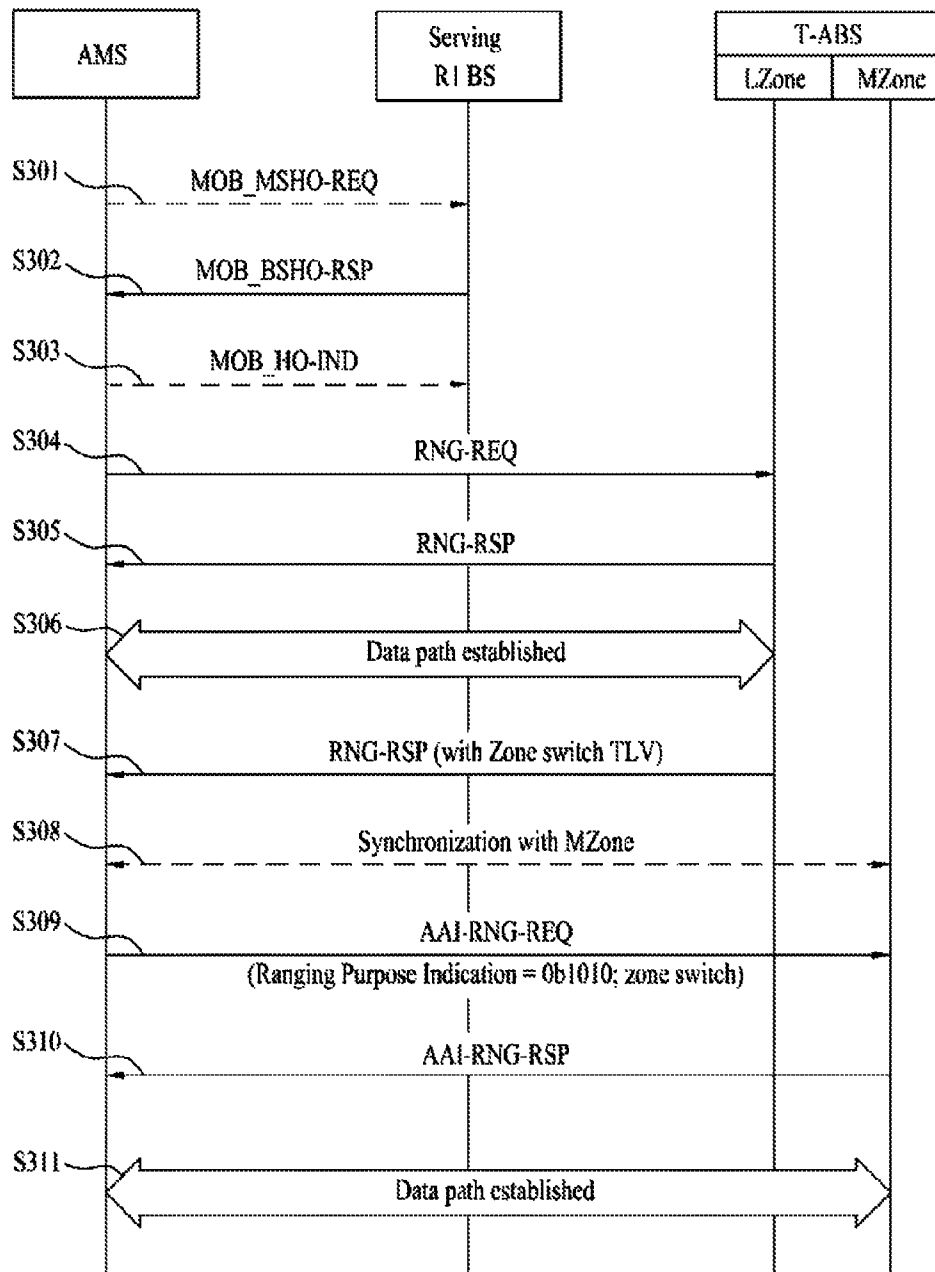 AMS
Serving
R1 BS
T-ABS
LZone
MZone
S301
MOB_MSHO-REQ
S302
MOB_BSHO-RSP
S303
MOB_HO-IND
S304
RNG-REQ
S305
RNG-RSP
S306
Data path established
S307
RNG-RSP (with Zone switch TLV)
S308
Synchronization with MZone
S309
AAI-RNG-REQ
(Ranging Purpose Indication = 0b1010; zone switch)
S310
AAI-RNG-RSP
S311
Data path established